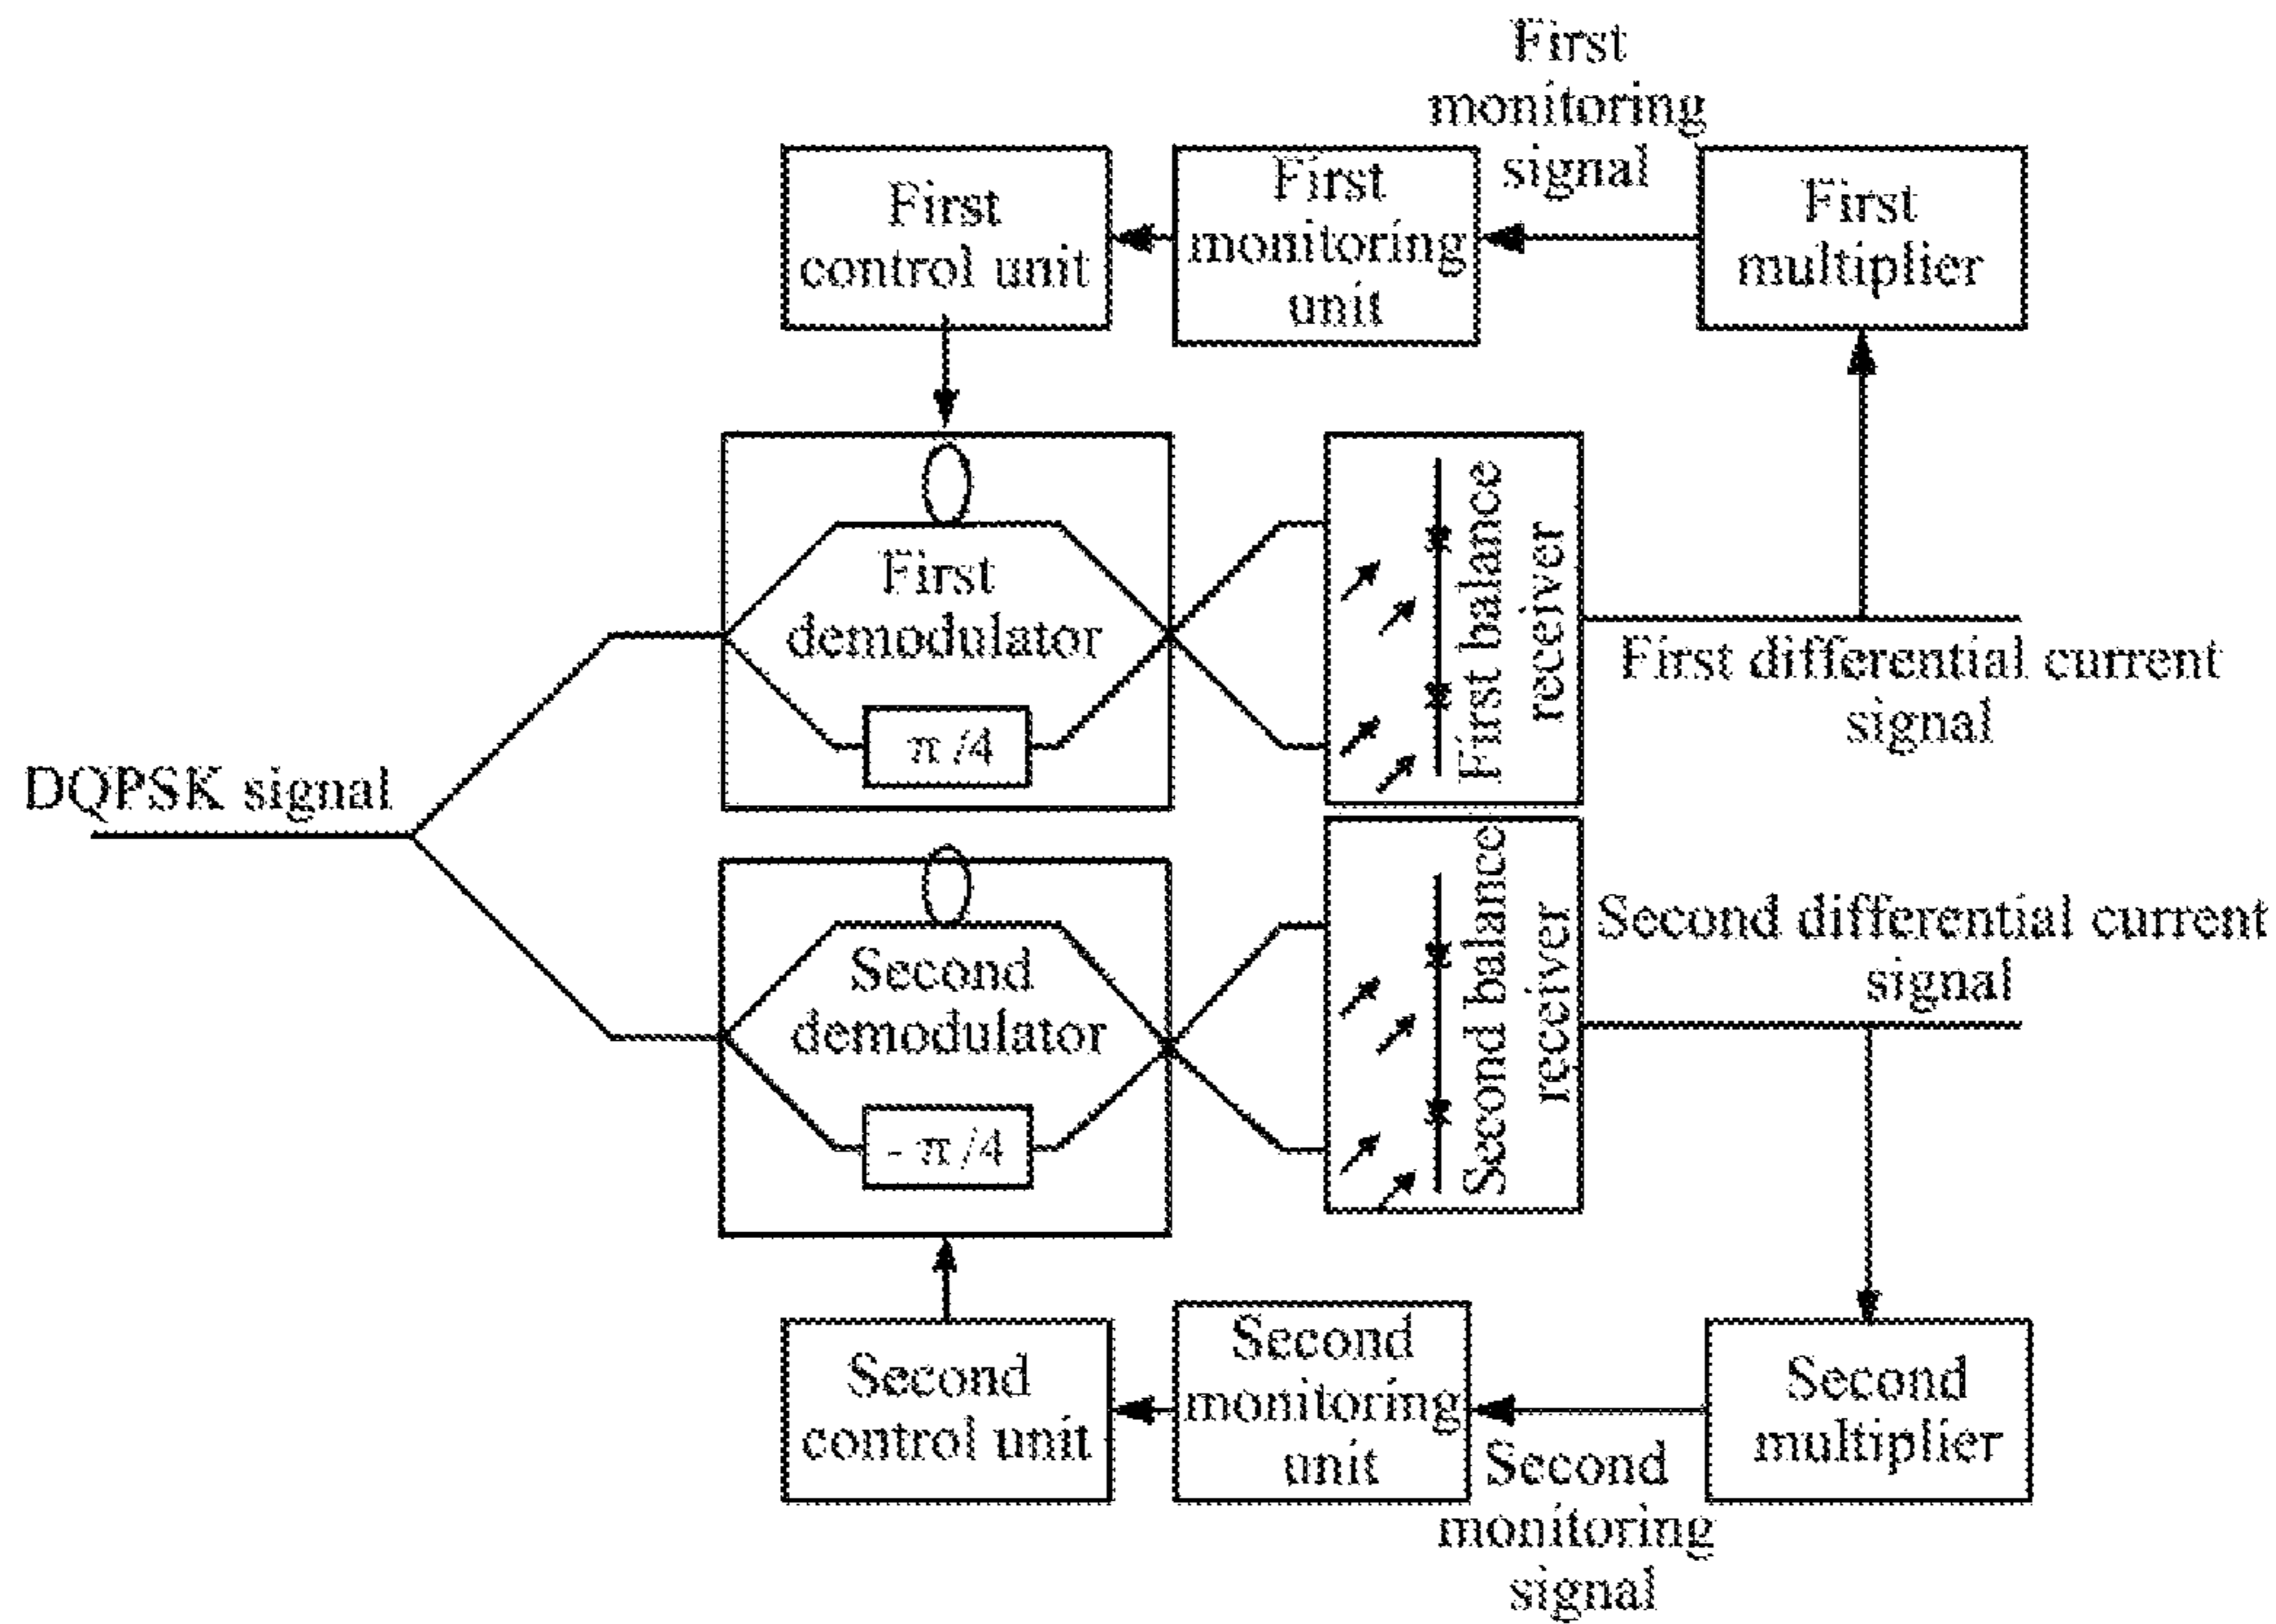 First
monitoring
signal
First
control unit
First
monitoring
unit
First
multiplier
First
demodulator
π/4
First balance
receiver
First differential current
signal
DQPSK signal
Second
demodulator
- π/4
Second balance
receiver
Second differential current
signal
Second
control unit
Second
monitoring
unit
Second
monitoring
signal
Second
multiplier